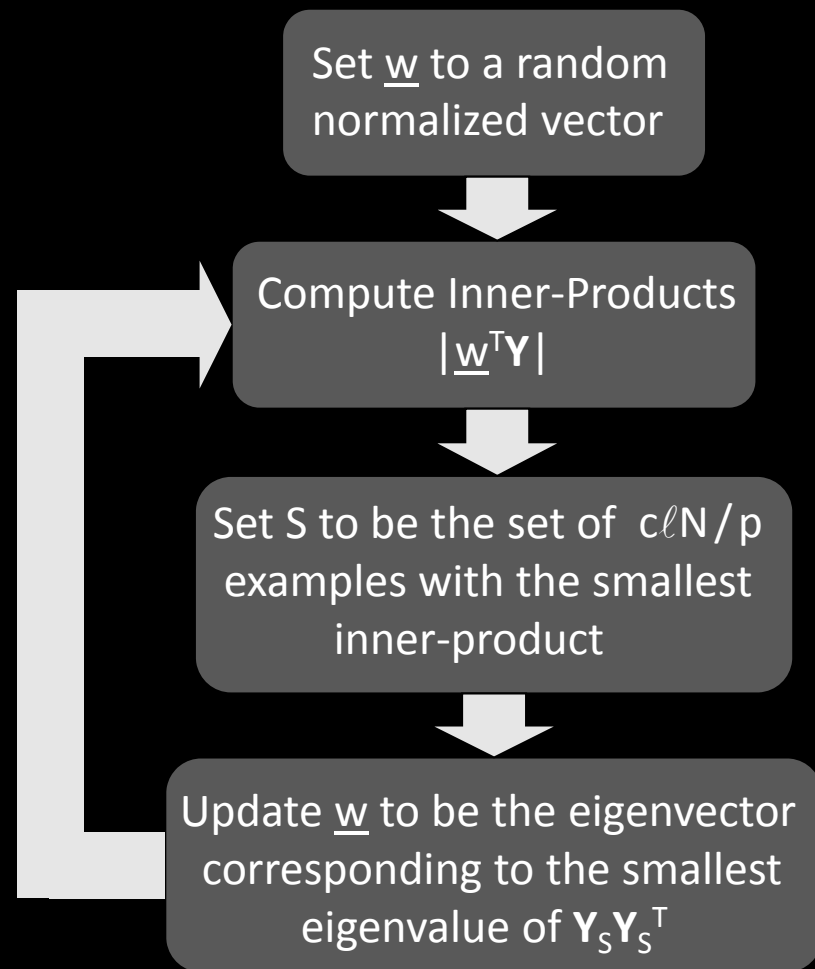 Set w to a random
normalized vector
Compute Inner-Products
|wᵀY|
Set S to be the set of cℓN/p
examples with the smallest
inner-product
Update w to be the eigenvector
corresponding to the smallest
eigenvalue of YₛYₛᵀ